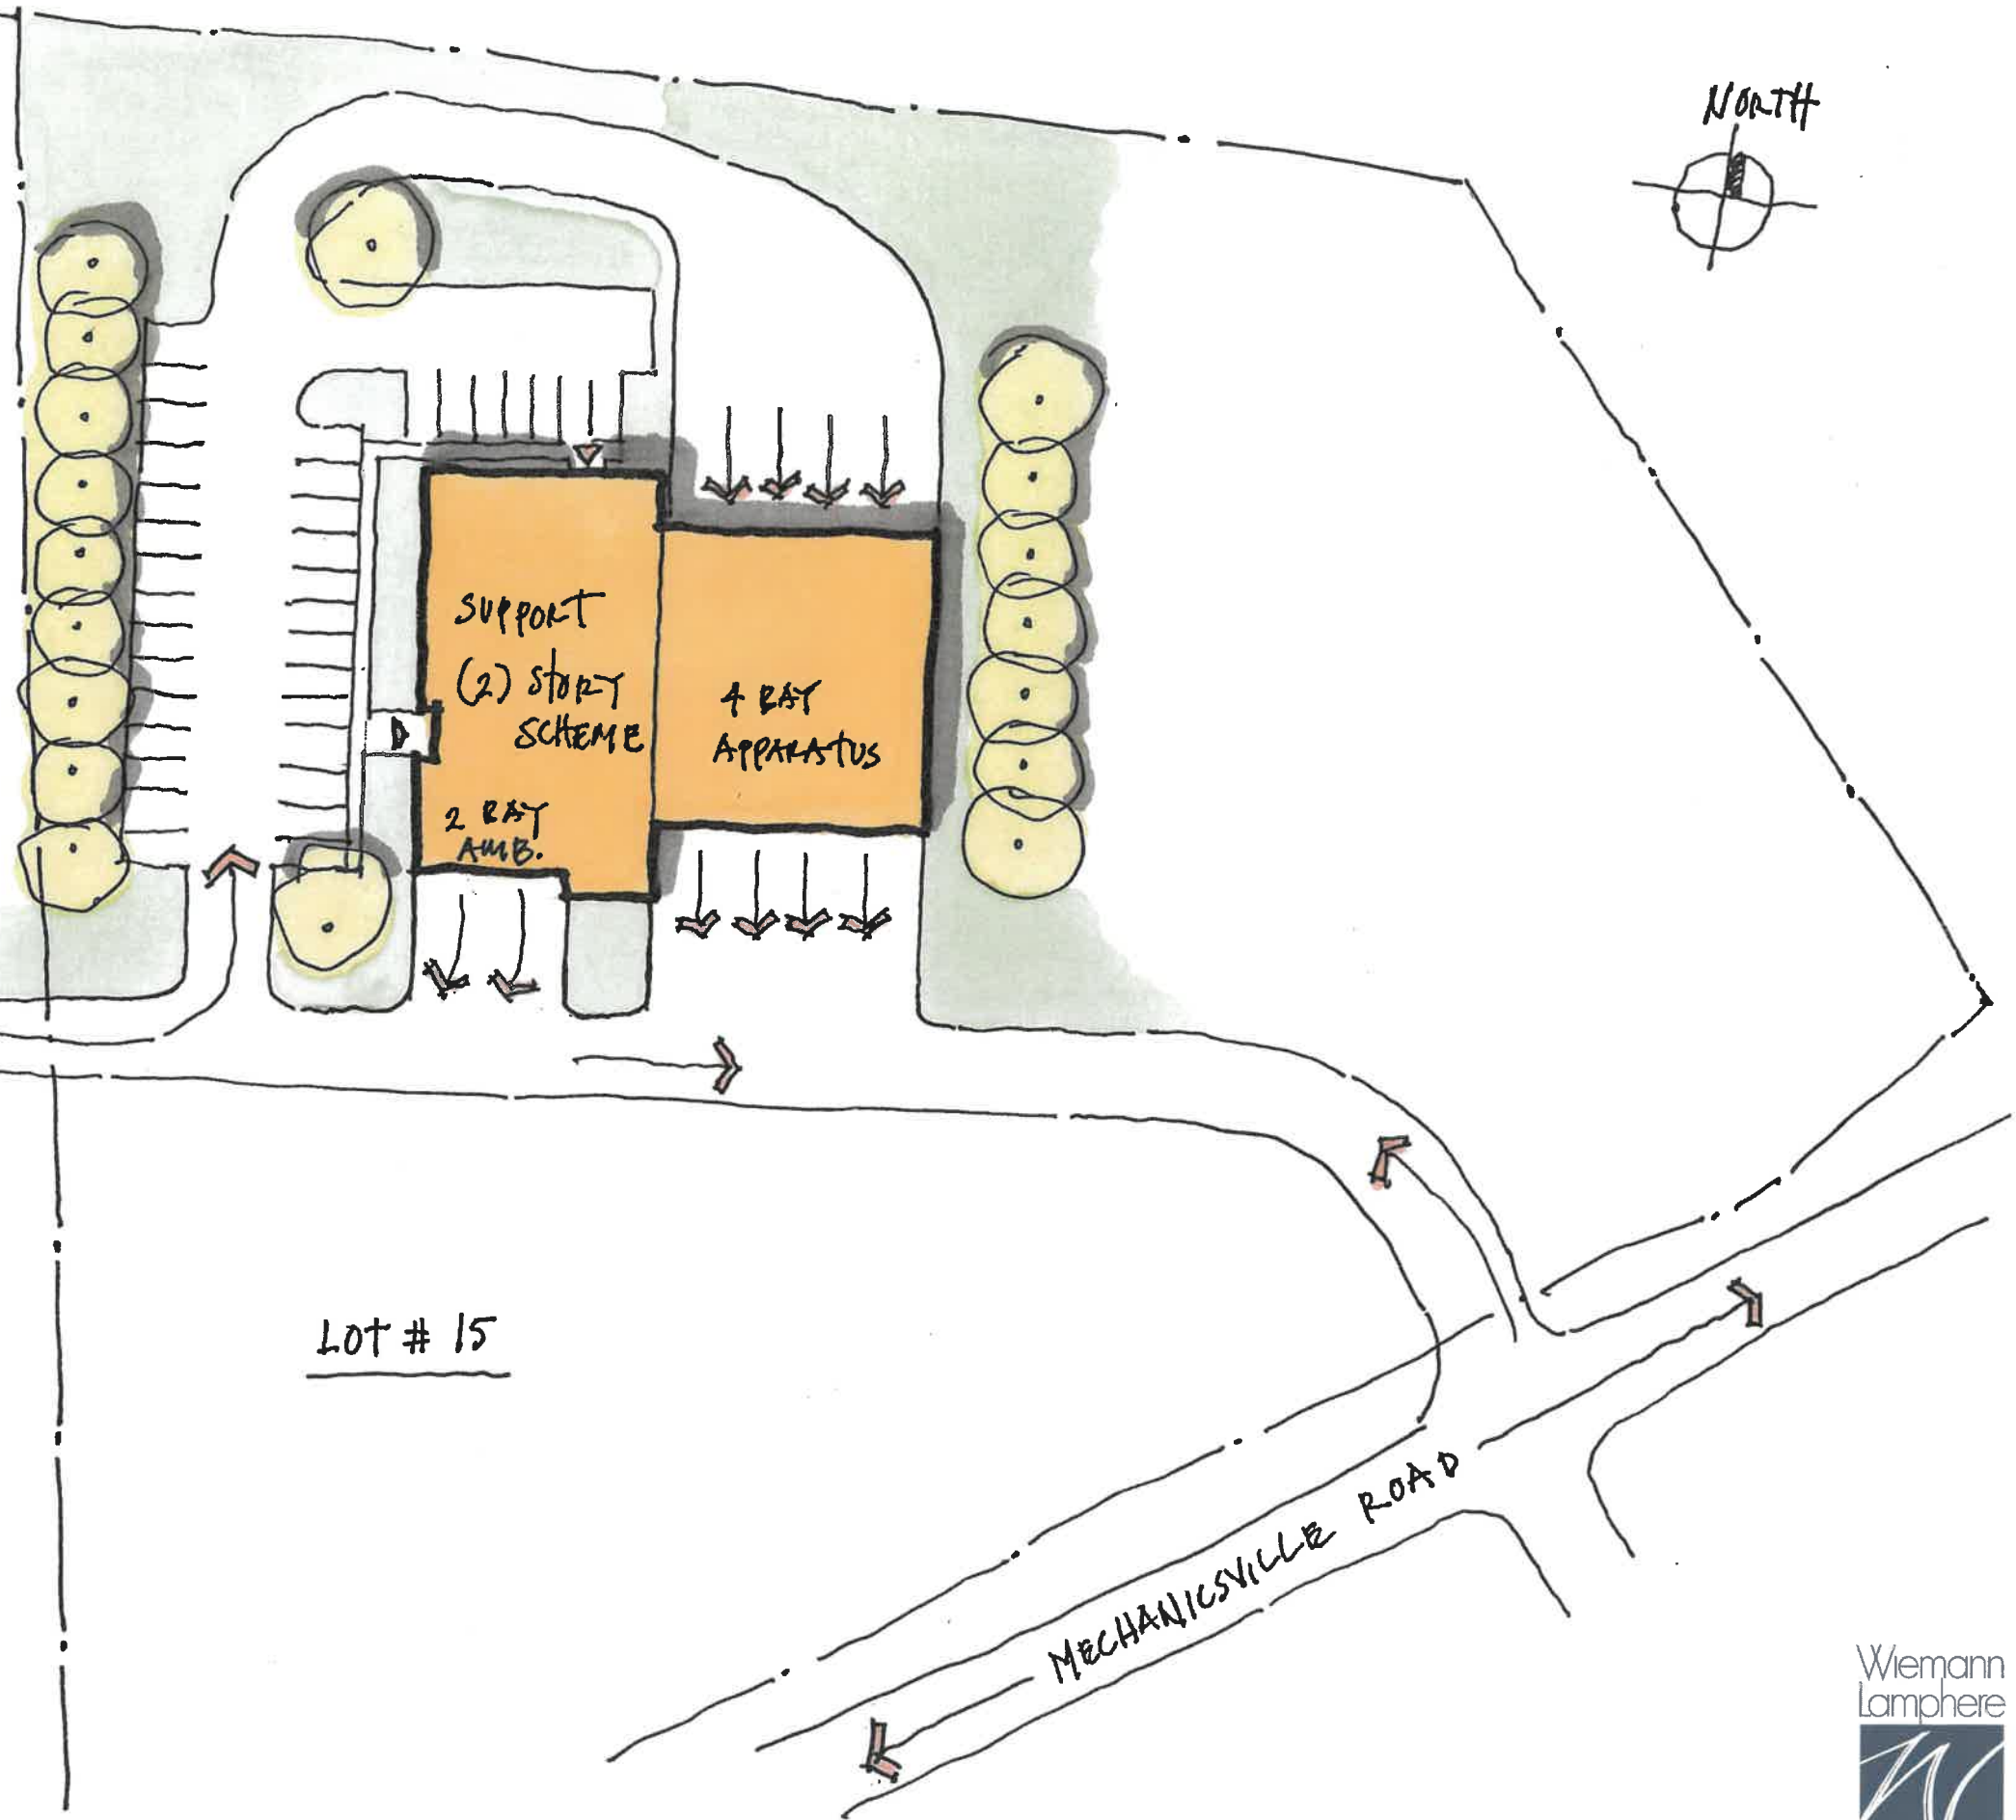 NORTH
SUPPORT
(2) STORY
SCHEME
4 BAY
APPARATUS
2 BAY
AMB.
LOT # 15
MECHANICSVILLE ROAD
Wiemann
Lamphere